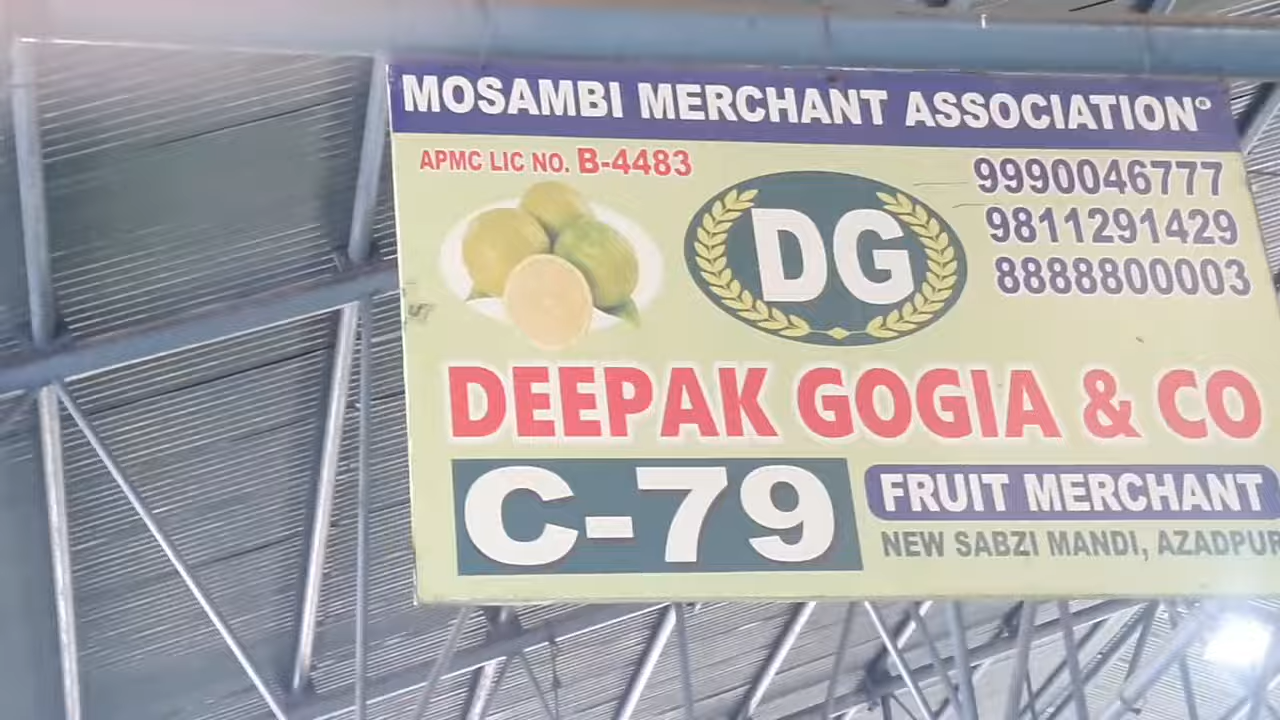 MOSAMBI MERCHANT ASSOCIATION
APMC LIC NO. B-4483
DG
9990046777
9811291429
8888800003
DEEPAK GOGIA & CO
C-79
FRUIT MERCHANT
NEW SABZI MANDI, AZADPUR